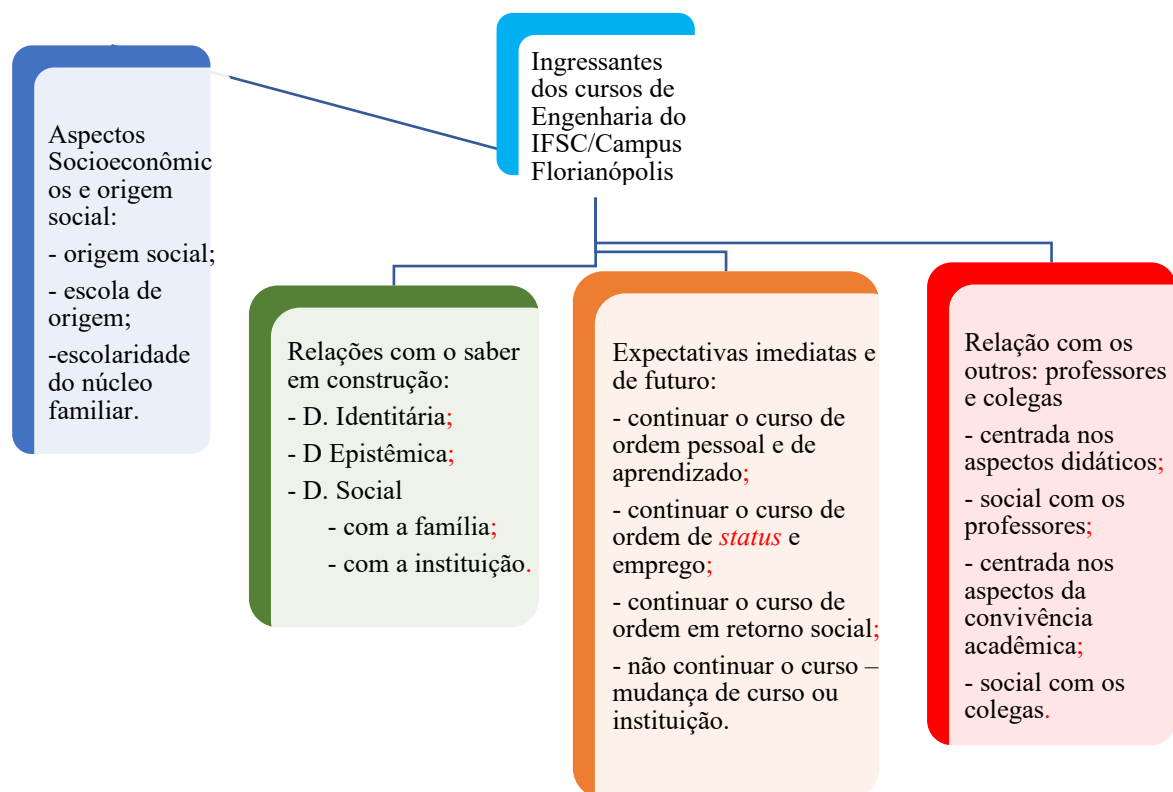 Ingressantes
dos cursos de
Engenharia do
IFSC/Campus
Florianópolis
Aspectos
Socioeconômic
os e origem
social:
- origem social;
- escola de
origem;
-escolaridade
do núcleo
familiar.
Relações com o saber
em construção:
- D. Identitária;
- D Epistêmica;
- D. Social
- com a família;
- com a instituição.
Expectativas imediatas e
de futuro:
- continuar o curso de
ordem pessoal e de
aprendizado;
- continuar o curso de
ordem de status e
emprego;
- continuar o curso de
ordem em retorno social;
- não continuar o curso –
mudança de curso ou
instituição.
Relação com os
outros: professores
e colegas
- centrada nos
aspectos didáticos;
- social com os
professores;
- centrada nos
aspectos da
convivência
acadêmica;
- social com os
colegas.